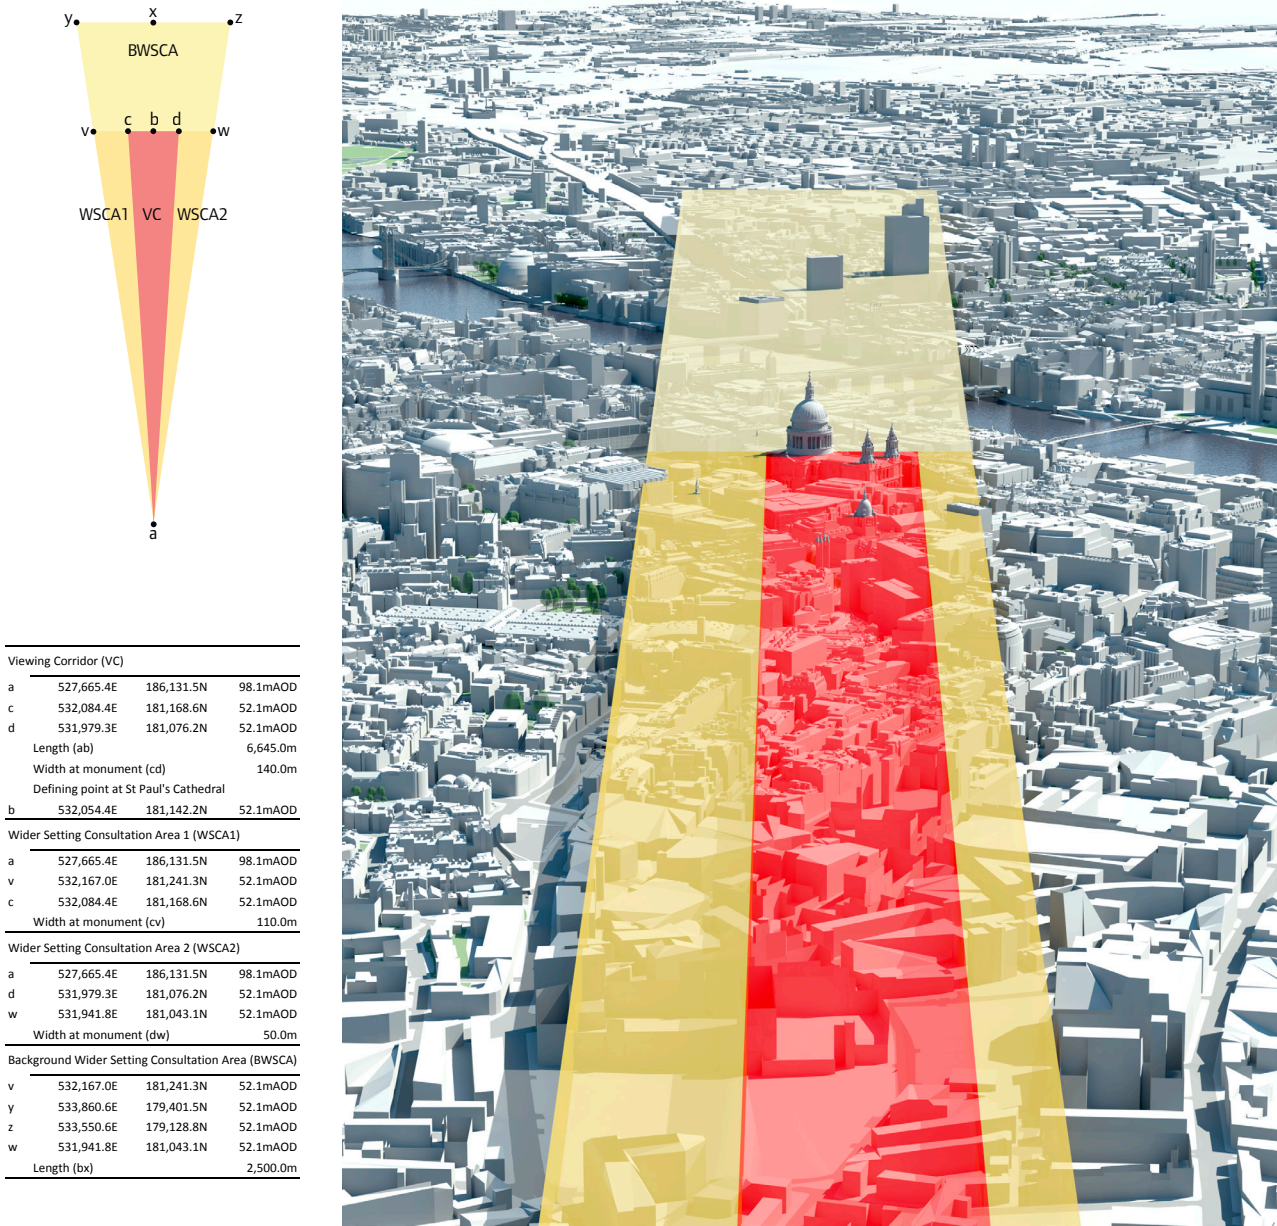 y x z
BWSCA
v c b d w
WSCA1 VC WSCA2
a
Viewing Corridor (VC)
a 527,665.4E 186,131.5N 98.1mAOD
c 532,084.4E 181,168.6N 52.1mAOD
d 531,979.3E 181,076.2N 52.1mAOD
Length (ab) 6,645.0m
Width at monument (cd) 140.0m
Defining point at St Paul's Cathedral
b 532,054.4E 181,142.2N 52.1mAOD
Wider Setting Consultation Area 1 (WSCA1)
a 527,665.4E 186,131.5N 98.1mAOD
v 532,167.0E 181,241.3N 52.1mAOD
c 532,084.4E 181,168.6N 52.1mAOD
Width at monument (cv) 110.0m
Wider Setting Consultation Area 2 (WSCA2)
a 527,665.4E 186,131.5N 98.1mAOD
d 531,979.3E 181,076.2N 52.1mAOD
w 531,941.8E 181,043.1N 52.1mAOD
Width at monument (dw) 50.0m
Background Wider Setting Consultation Area (BWSCA)
v 532,167.0E 181,241.3N 52.1mAOD
y 533,860.6E 179,401.5N 52.1mAOD
z 533,550.6E 179,128.8N 52.1mAOD
w 531,941.8E 181,043.1N 52.1mAOD
Length (bx) 2,500.0m